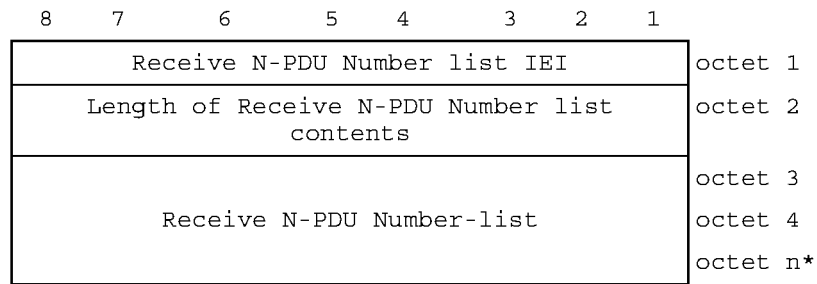 8 7 6 5 4 3 2 1
Receive N-PDU Number list IEI octet 1
Length of Receive N-PDU Number list octet 2
contents
octet 3
Receive N-PDU Number-list octet 4
octet n*